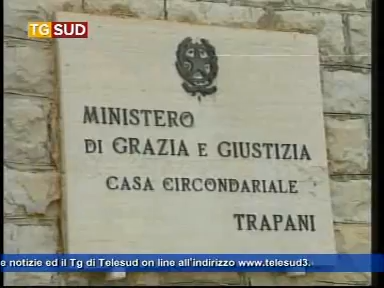 TG SUD
MINISTERO
DI GRAZIA E GIUSTIZIA
CASA CIRCONDARIALE
TRAPANI
e notizie ed il Tg di Telesud on line all'indirizzo www.telesud3.